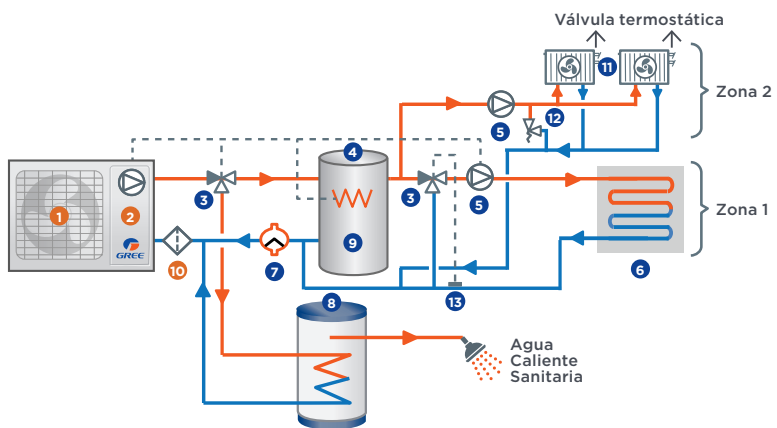 Válvula termostática
11
Zona 2
5
12
4
3
3
5
Zona 1
1
2
9
GREE
10
7
6
8
13
Agua
Caliente
Sanitaria